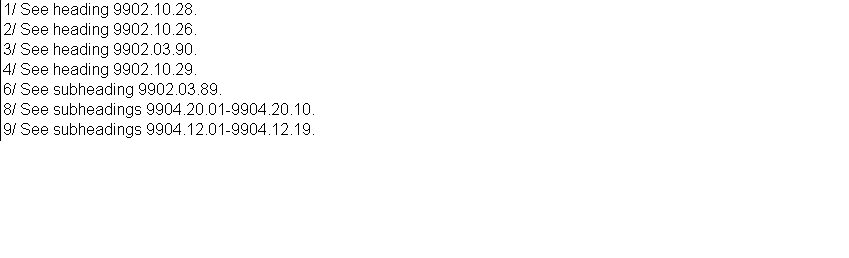 1/ See heading 9902.10.28.
2/ See heading 9902.10.26.
3/ See heading 9902.03.90.
4/ See heading 9902.10.29.
6/ See subheading 9902.03.89.
8/ See subheadings 9904.20.01-9904.20.10.
9/ See subheadings 9904.12.01-9904.12.19.